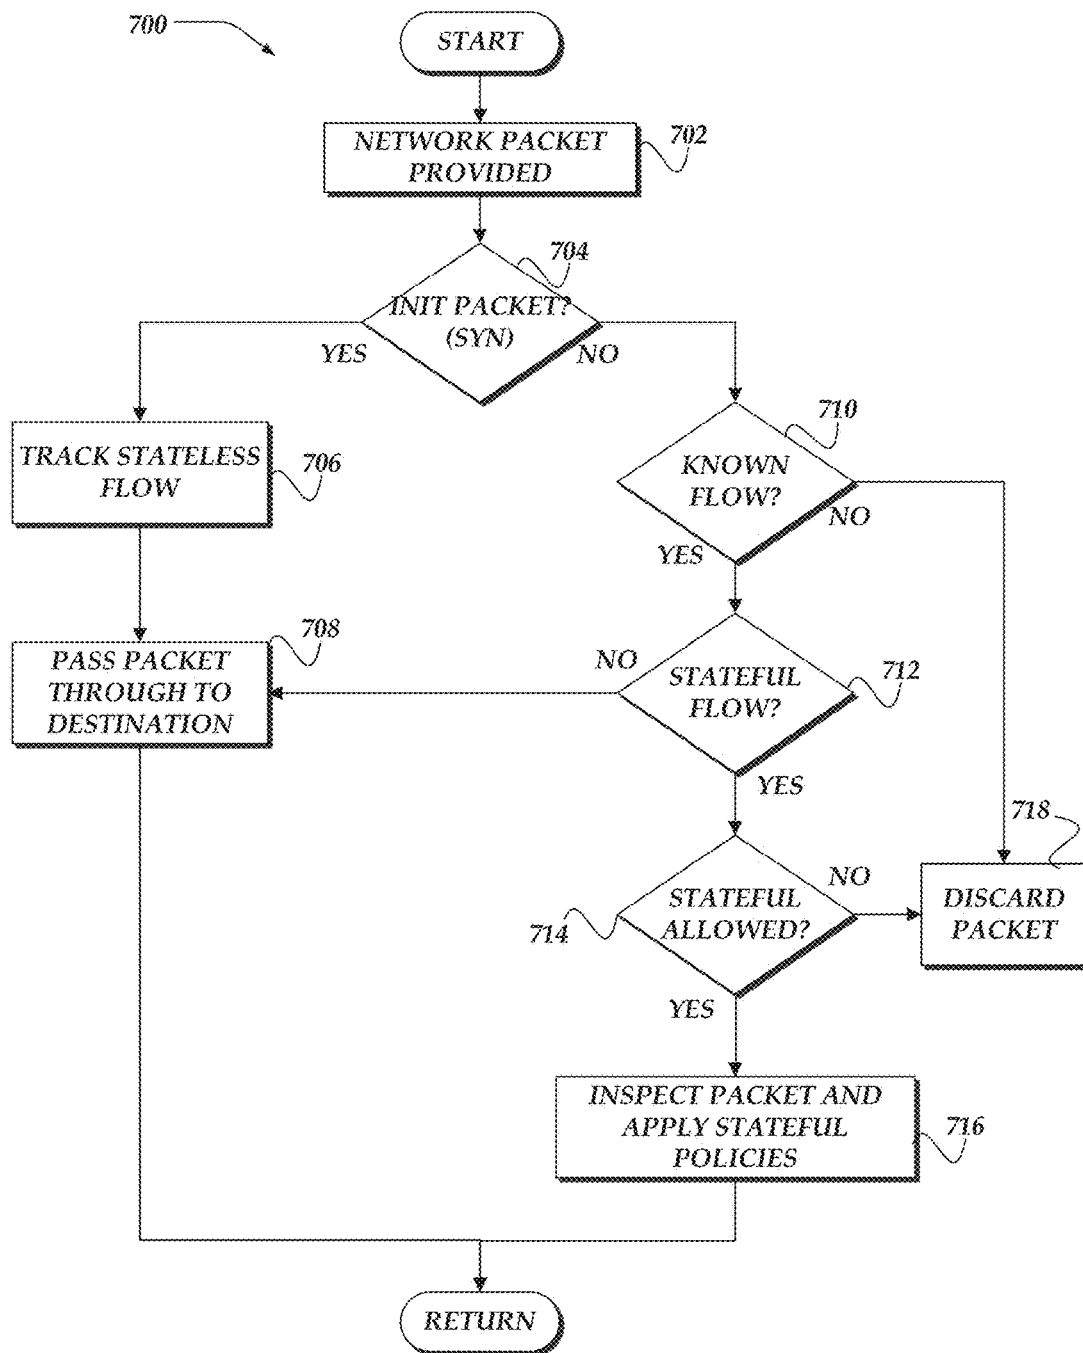 700
START
NETWORK PACKET
PROVIDED
702
704
INIT PACKET?
(SYN)
YES
NO
TRACK STATELESS
FLOW
706
710
KNOWN
FLOW?
NO
YES
PASS PACKET
THROUGH TO
DESTINATION
708
NO
STATEFUL
FLOW?
712
YES
718
STATEFUL
ALLOWED?
714
NO
DISCARD
PACKET
YES
INSPECT PACKET AND
APPLY STATEFUL
POLICIES
716
RETURN